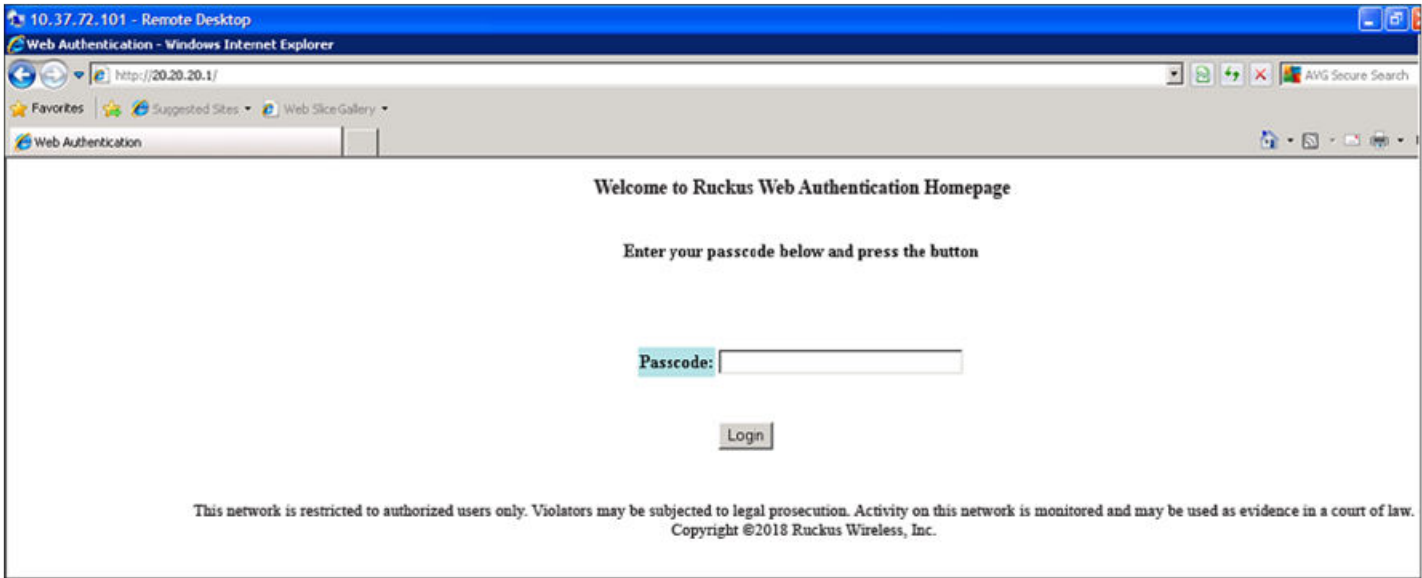 10.37.72.101 - Remote Desktop
Web Authentication - Windows Internet Explorer
http://20.20.20.1/
AVG Secure Search
Favorites Suggested Sites Web Slice Gallery
Web Authentication
Welcome to Ruckus Web Authentication Homepage
Enter your passcode below and press the button
Passcode:
Login
This network is restricted to authorized users only. Violators may be subjected to legal prosecution. Activity on this network is monitored and may be used as evidence in a court of law.
Copyright ©2018 Ruckus Wireless, Inc.